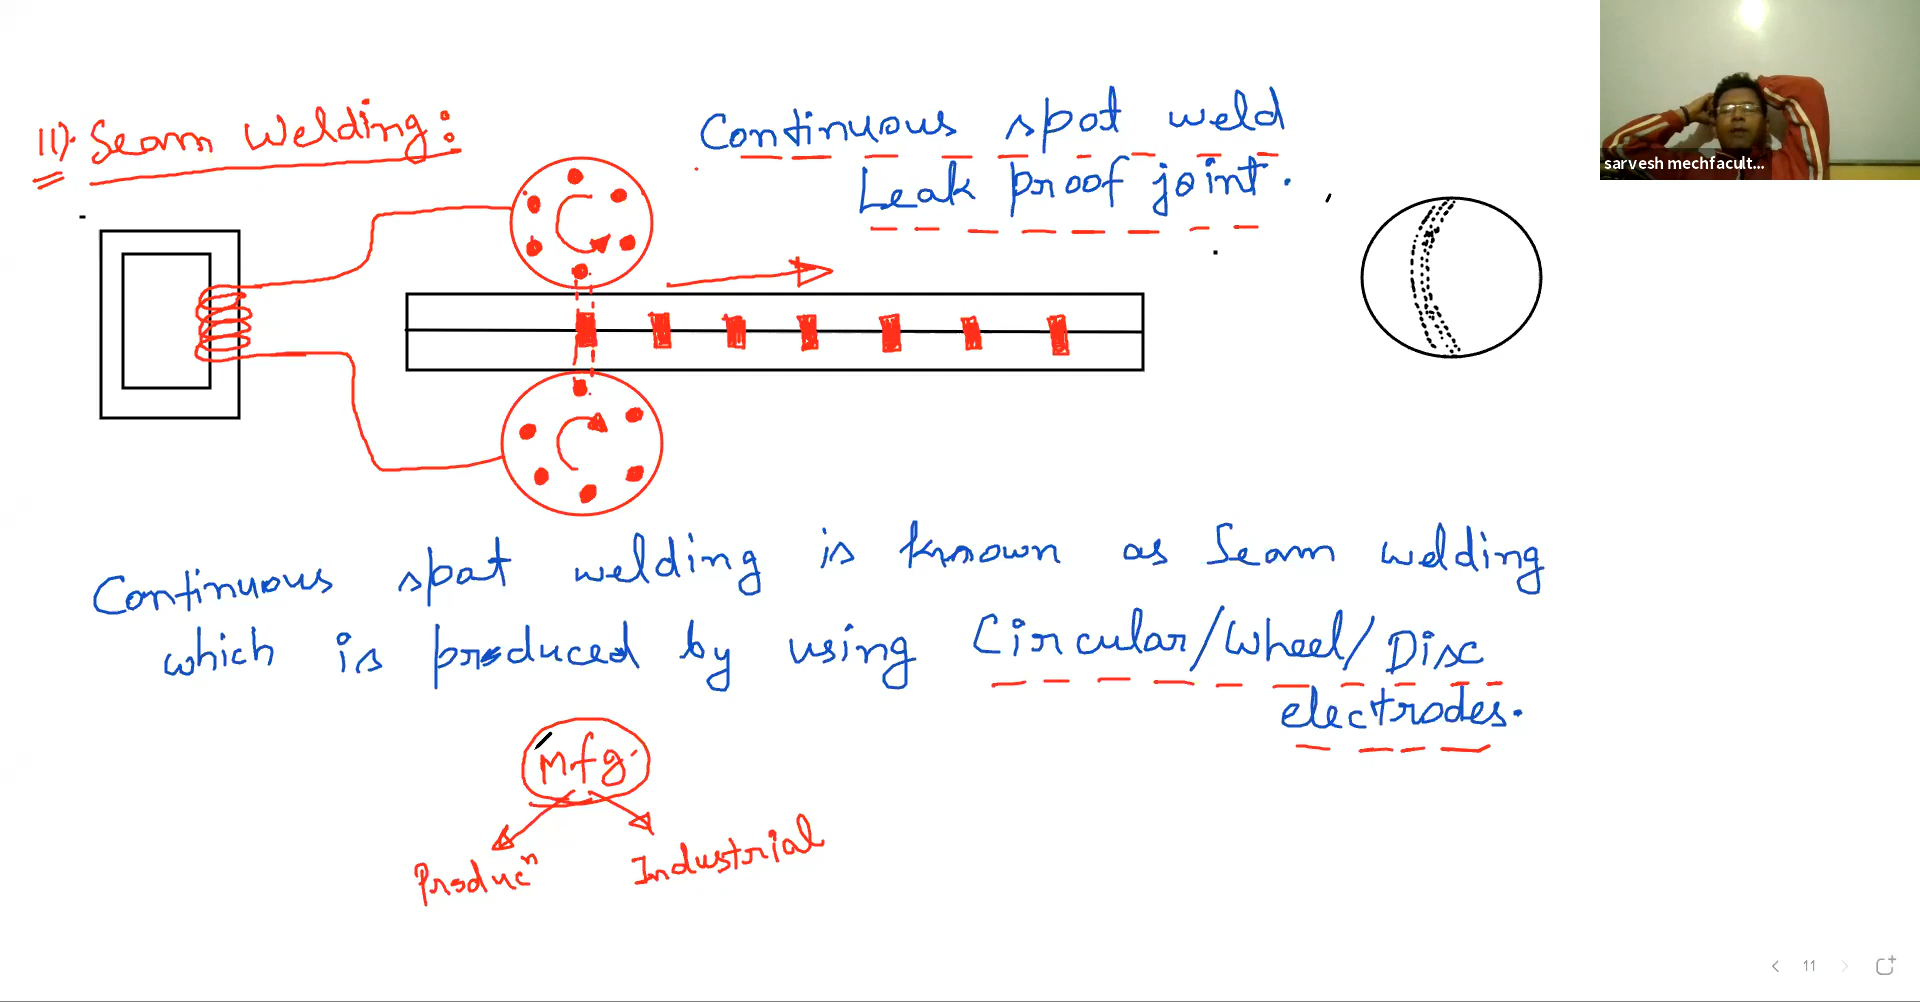 11). Seam Welding:
Continuous spot weld
Leak proof joint.
sarvesh mechfacult...
Continuous spot welding is known as Seam welding
which is produced by using Circular/Wheel/Disc
electrodes.
Mfg.
Producⁿ
Industrial
11